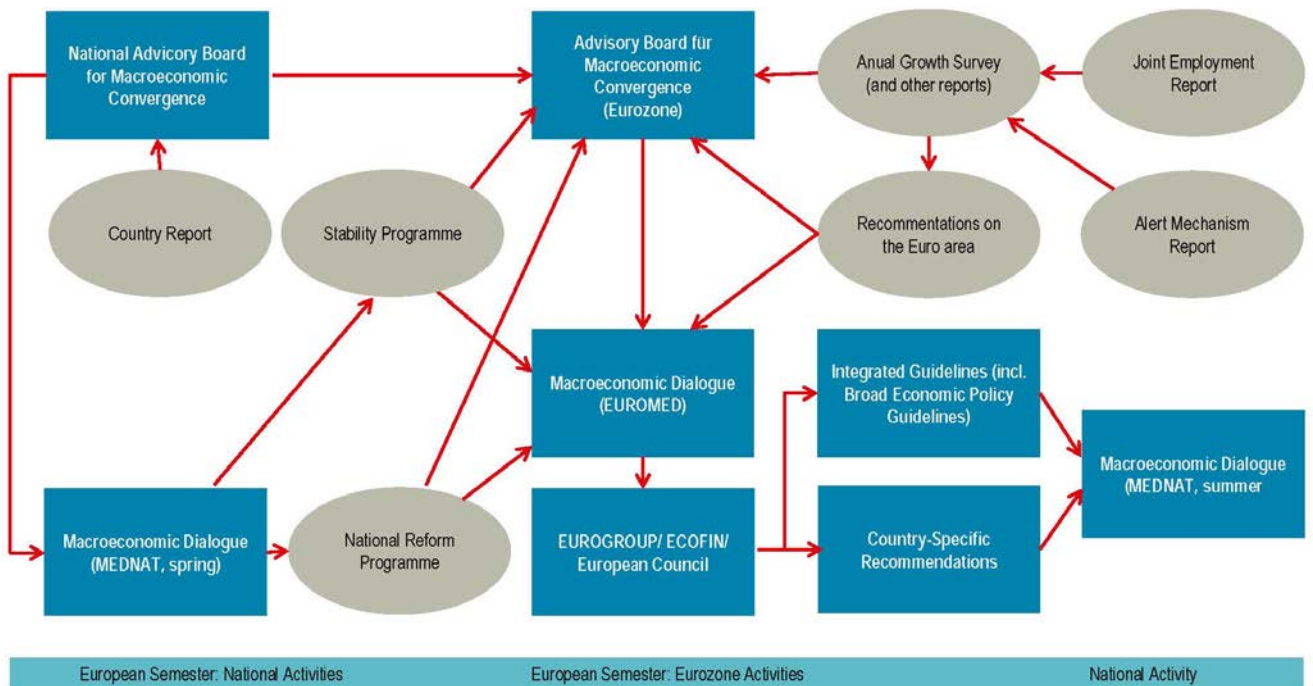 National Advicory Board
for Macroeconomic
Convergence
Advisory Board für
Macroeconomic
Convergence
(Eurozone)
Anual Growth Survey
(and other reports)
Joint Employment
Report
Country Report
Stability Programme
Recommentations on
the Euro area
Alert Mechanism
Report
Macroeconomic Dialogue
(EUROMED)
Integrated Guidelines (incl.
Broad Economic Policy
Guidelines)
Macroeconomic Dialogue
(MEDNAT, summer
Macroeconomic Dialogue
(MEDNAT, spring)
National Reform
Programme
EUROGROUP/ ECOFIN/
European Council
Country-Specific
Recommendations
European Semester: National Activities
European Semester: Eurozone Activities
National Activity